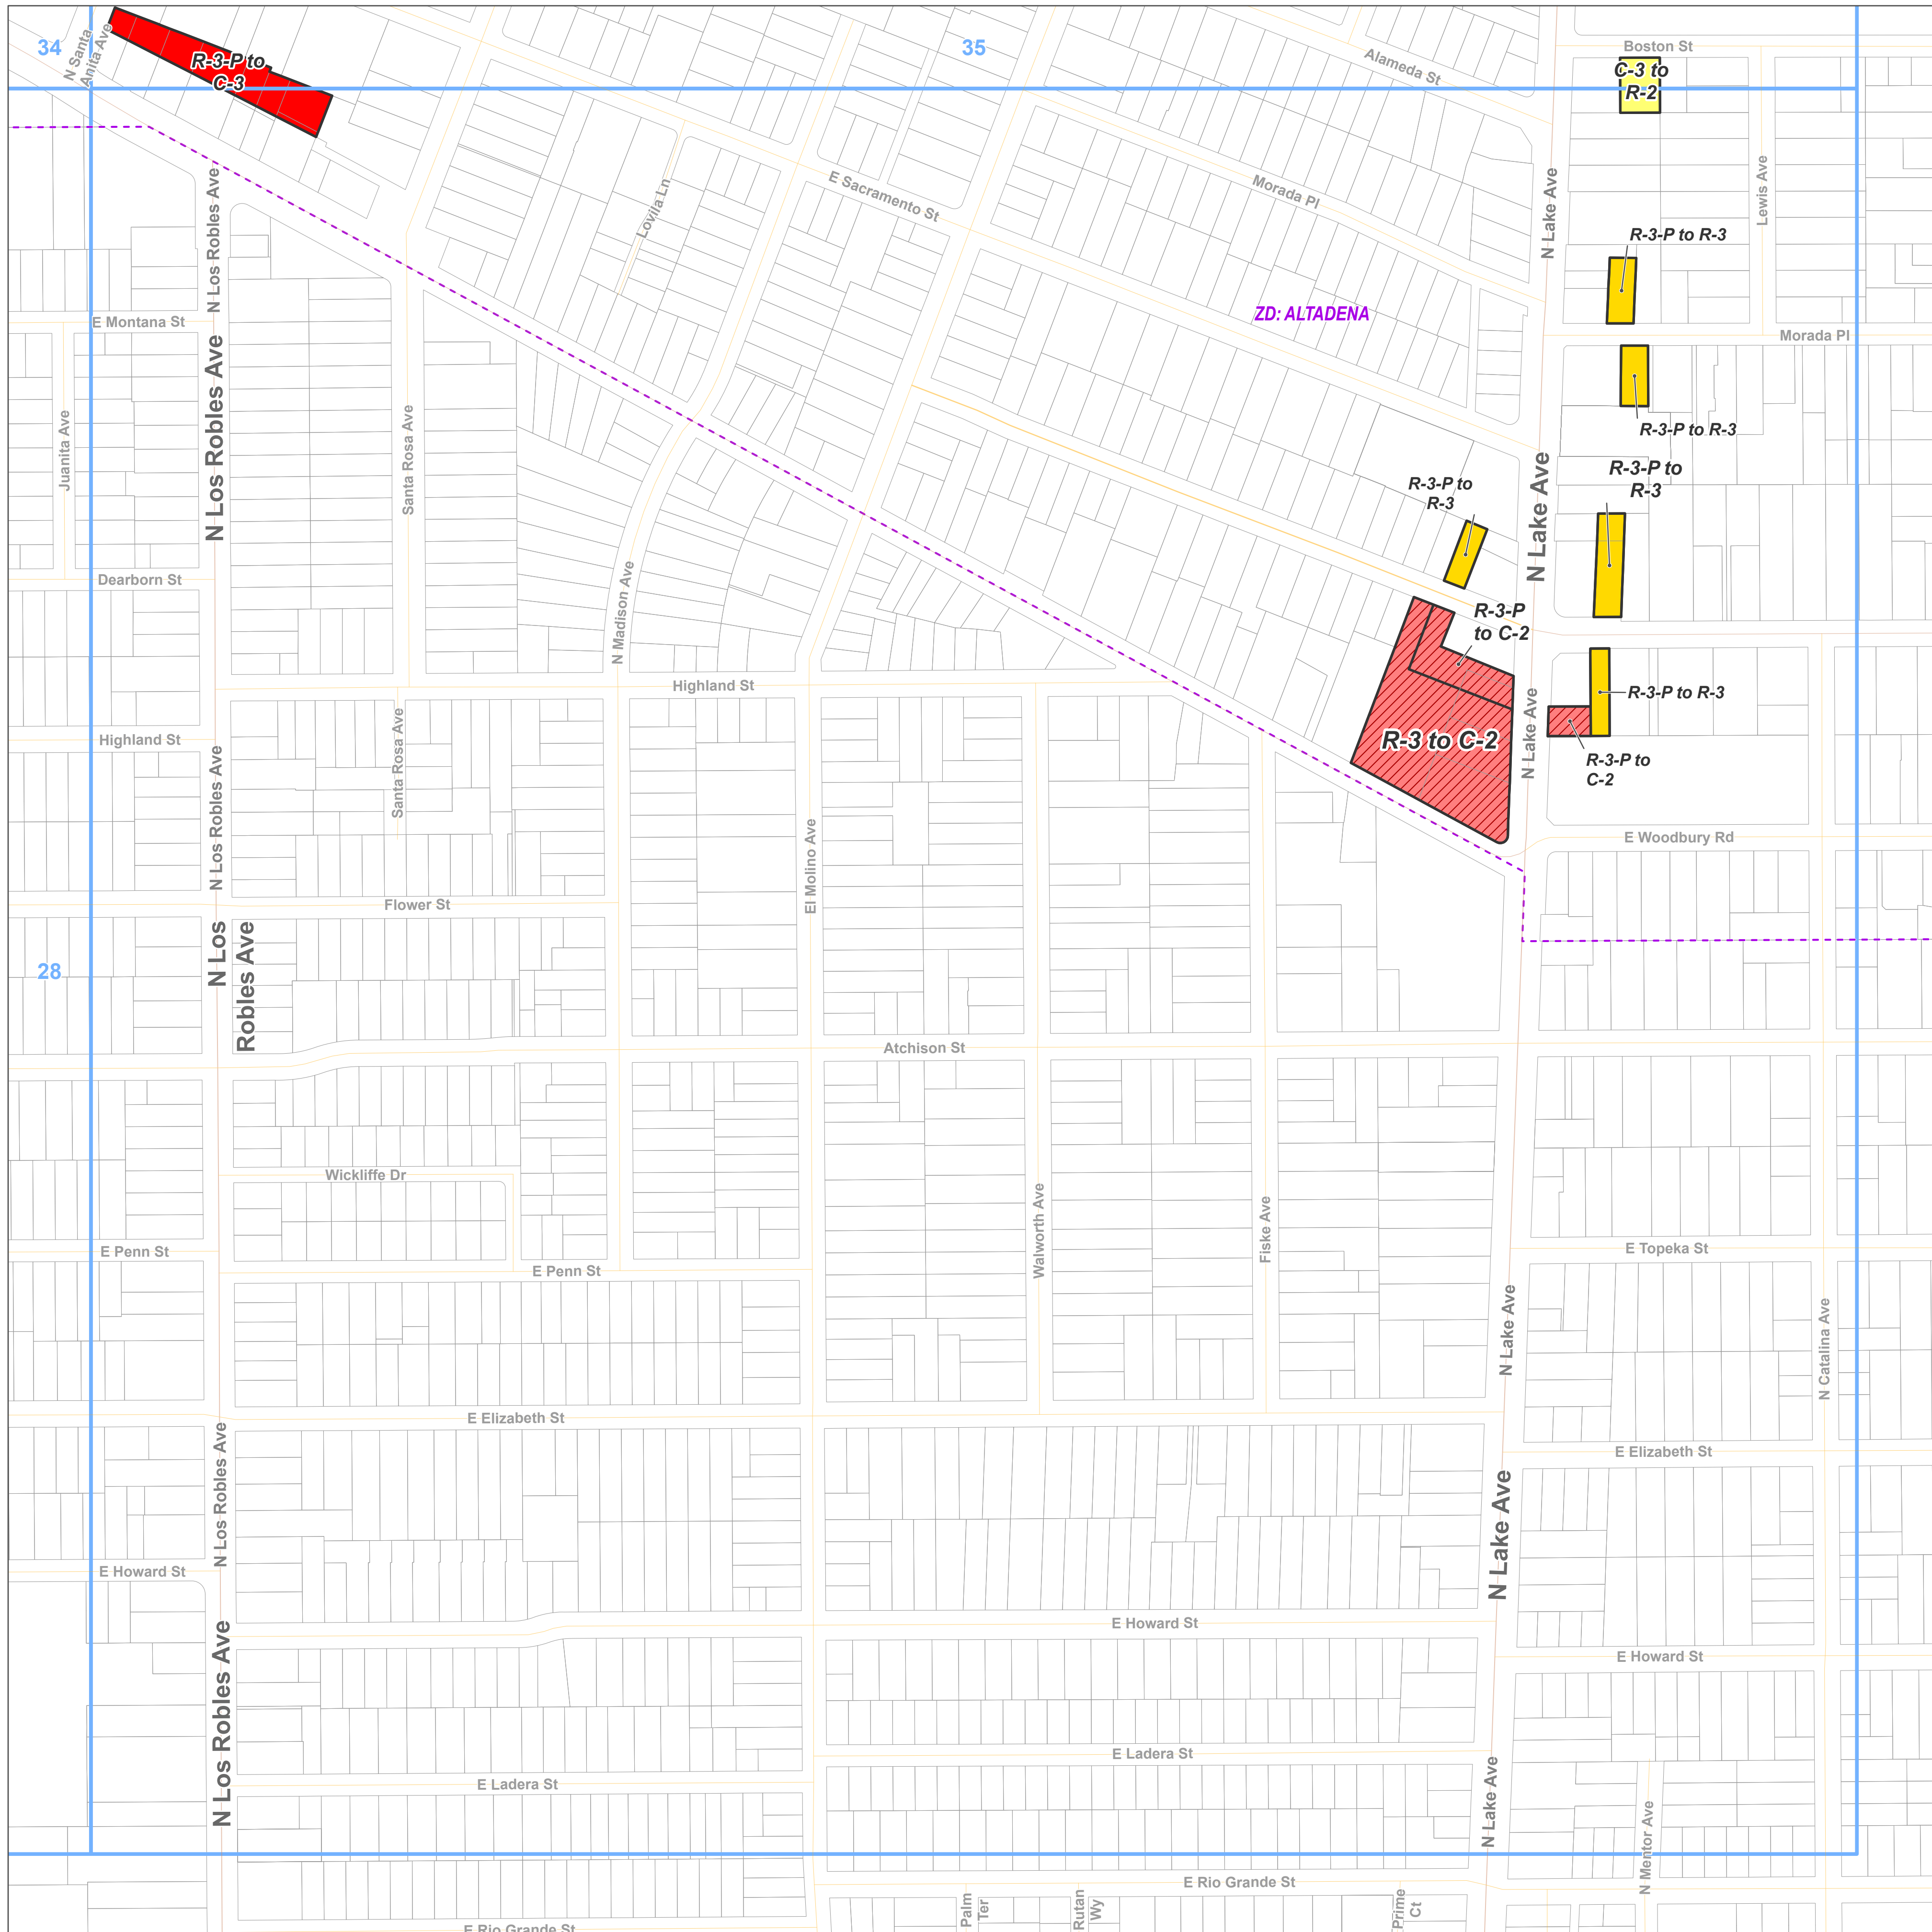 34
N Santa
Anita Ave
R-3-P to
C-3
35
Alameda St
Boston St
C-3 to
R-2
N Los Robles Ave
Lovila Ln
E Sacramento St
Morada Pl
N Lake Ave
Lewis Ave
R-3-P to R-3
ZD: ALTADENA
E Montana St
Morada Pl
N Los Robles Ave
Juanita Ave
Santa Rosa Ave
R-3-P to R-3
R-3-P to
R-3
R-3-P to
R-3
N Lake Ave
Dearborn St
N Madison Ave
R-3-P
to C-2
Highland St
R-3-P to R-3
Highland St
Santa Rosa Ave
N Los Robles Ave
R-3 to C-2
N Lake Ave
R-3-P to
C-2
El Molino Ave
E Woodbury Rd
Flower St
28
N Los
Robles Ave
Atchison St
Wickliffe Dr
Walworth Ave
Fiske Ave
E Penn St
E Topeka St
E Penn St
N Lake Ave
N Catalina Ave
E Elizabeth St
E Elizabeth St
N Los Robles Ave
N Lake Ave
E Howard St
E Howard St
E Howard St
N Los Robles Ave
E Ladera St
E Ladera St
N Lake Ave
N Mentor Ave
E Rio Grande St
Palm
Ter
Rutan
Wy
Prime
Ct
E Rio Grande St